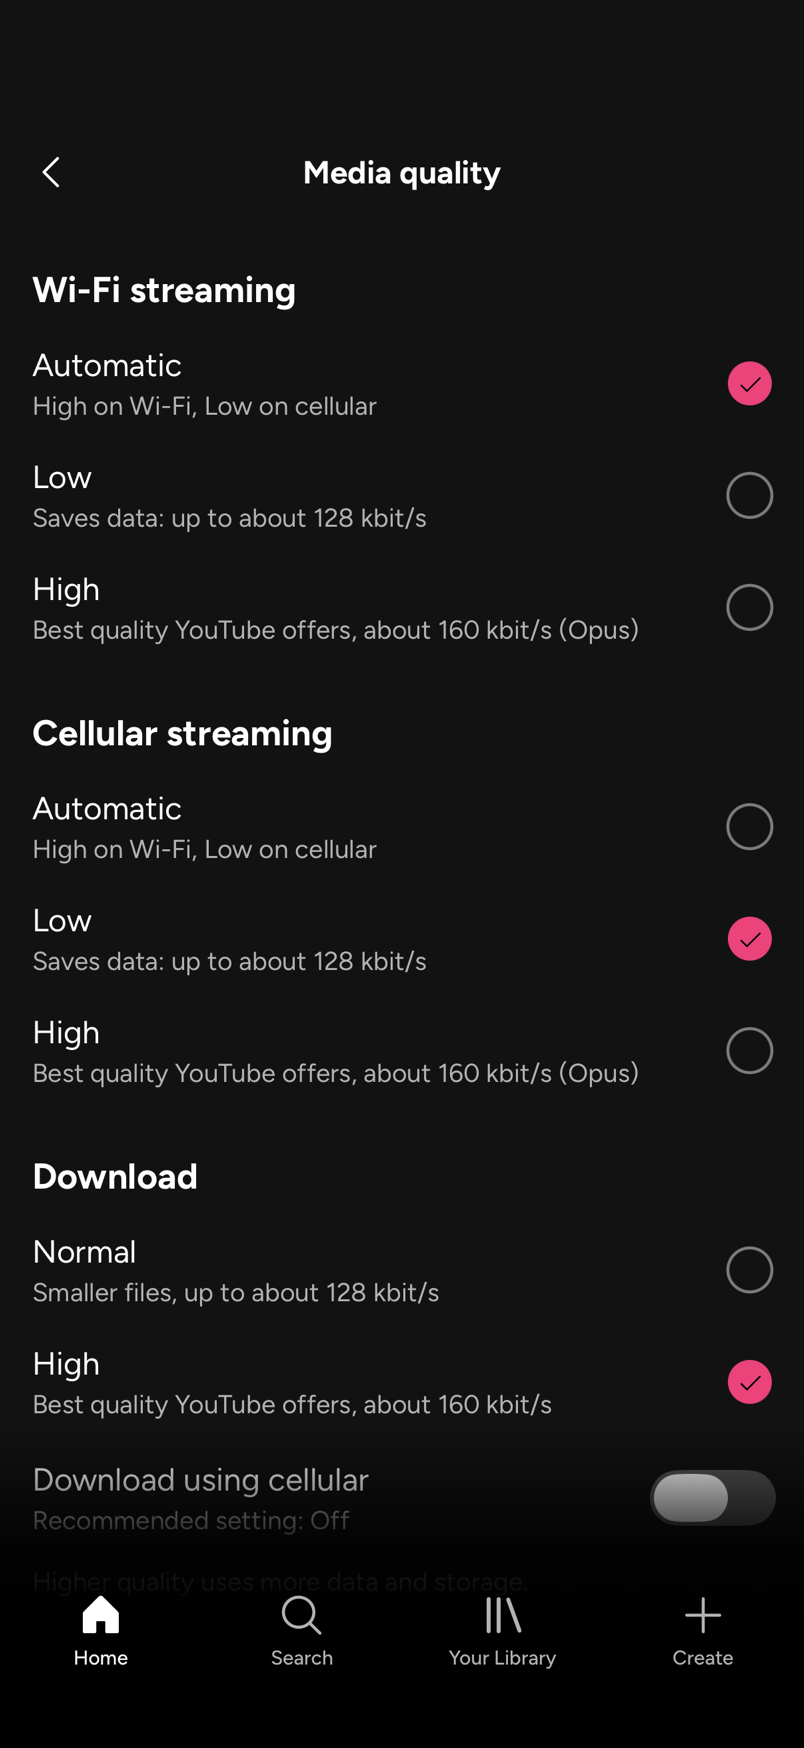 Media quality
Wi-Fi streaming
Automatic
High on Wi-Fi, Low on cellular
Low
Saves data: up to about 128 kbit/s
High
Best quality YouTube offers, about 160 kbit/s (Opus)
Cellular streaming
Automatic
High on Wi-Fi, Low on cellular
Low
Saves data: up to about 128 kbit/s
High
Best quality YouTube offers, about 160 kbit/s (Opus)
Download
Normal
Smaller files, up to about 128 kbit/s
High
Best quality YouTube offers, about 160 kbit/s
Download using cellular
Recommended setting: Off
Higher quality uses more data and storage.
Home
Search
Your Library
Create